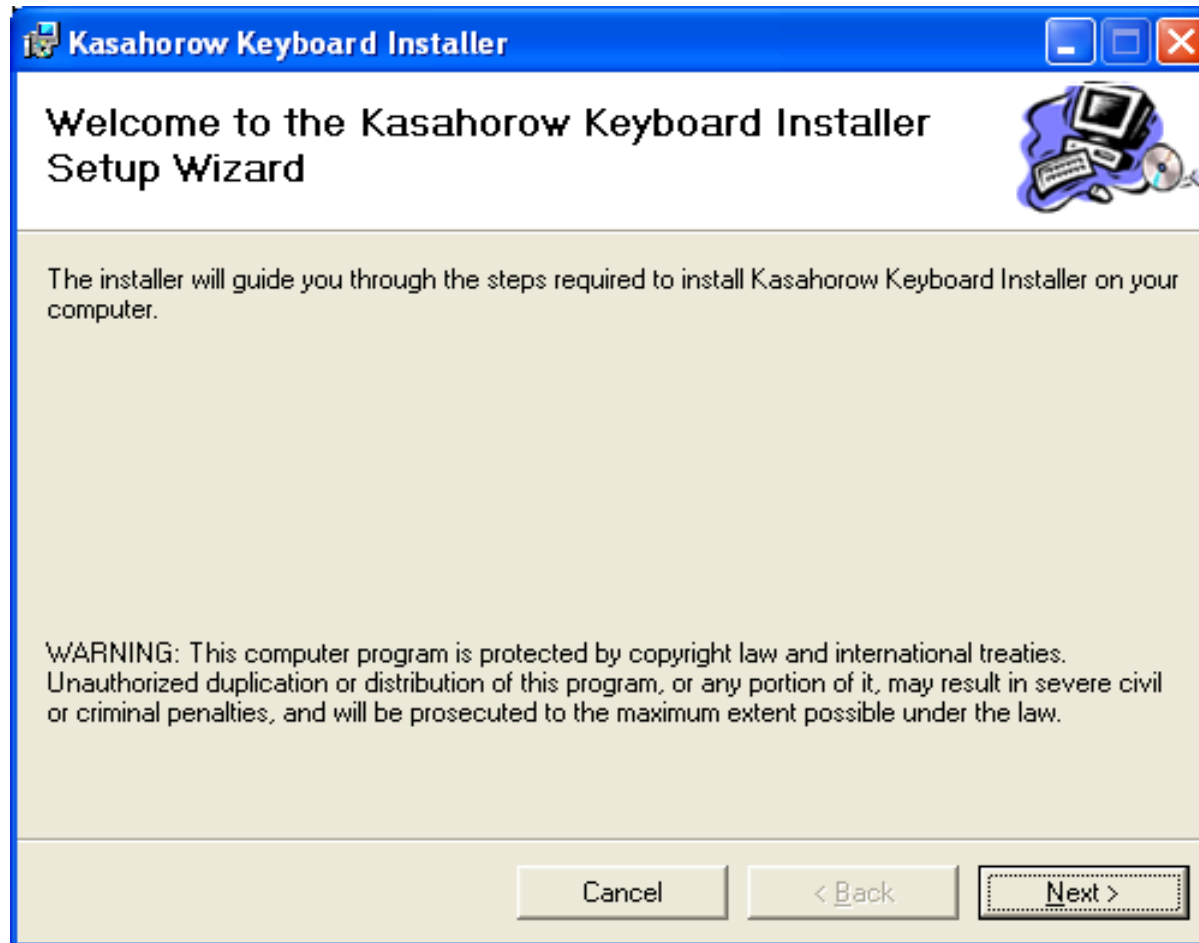 Kasahorow Keyboard Installer
Welcome to the Kasahorow Keyboard Installer
Setup Wizard
The installer will guide you through the steps required to install Kasahorow Keyboard Installer on your
computer.
WARNING: This computer program is protected by copyright law and international treaties.
Unauthorized duplication or distribution of this program, or any portion of it, may result in severe civil
or criminal penalties, and will be prosecuted to the maximum extent possible under the law.
Cancel < Back Next >